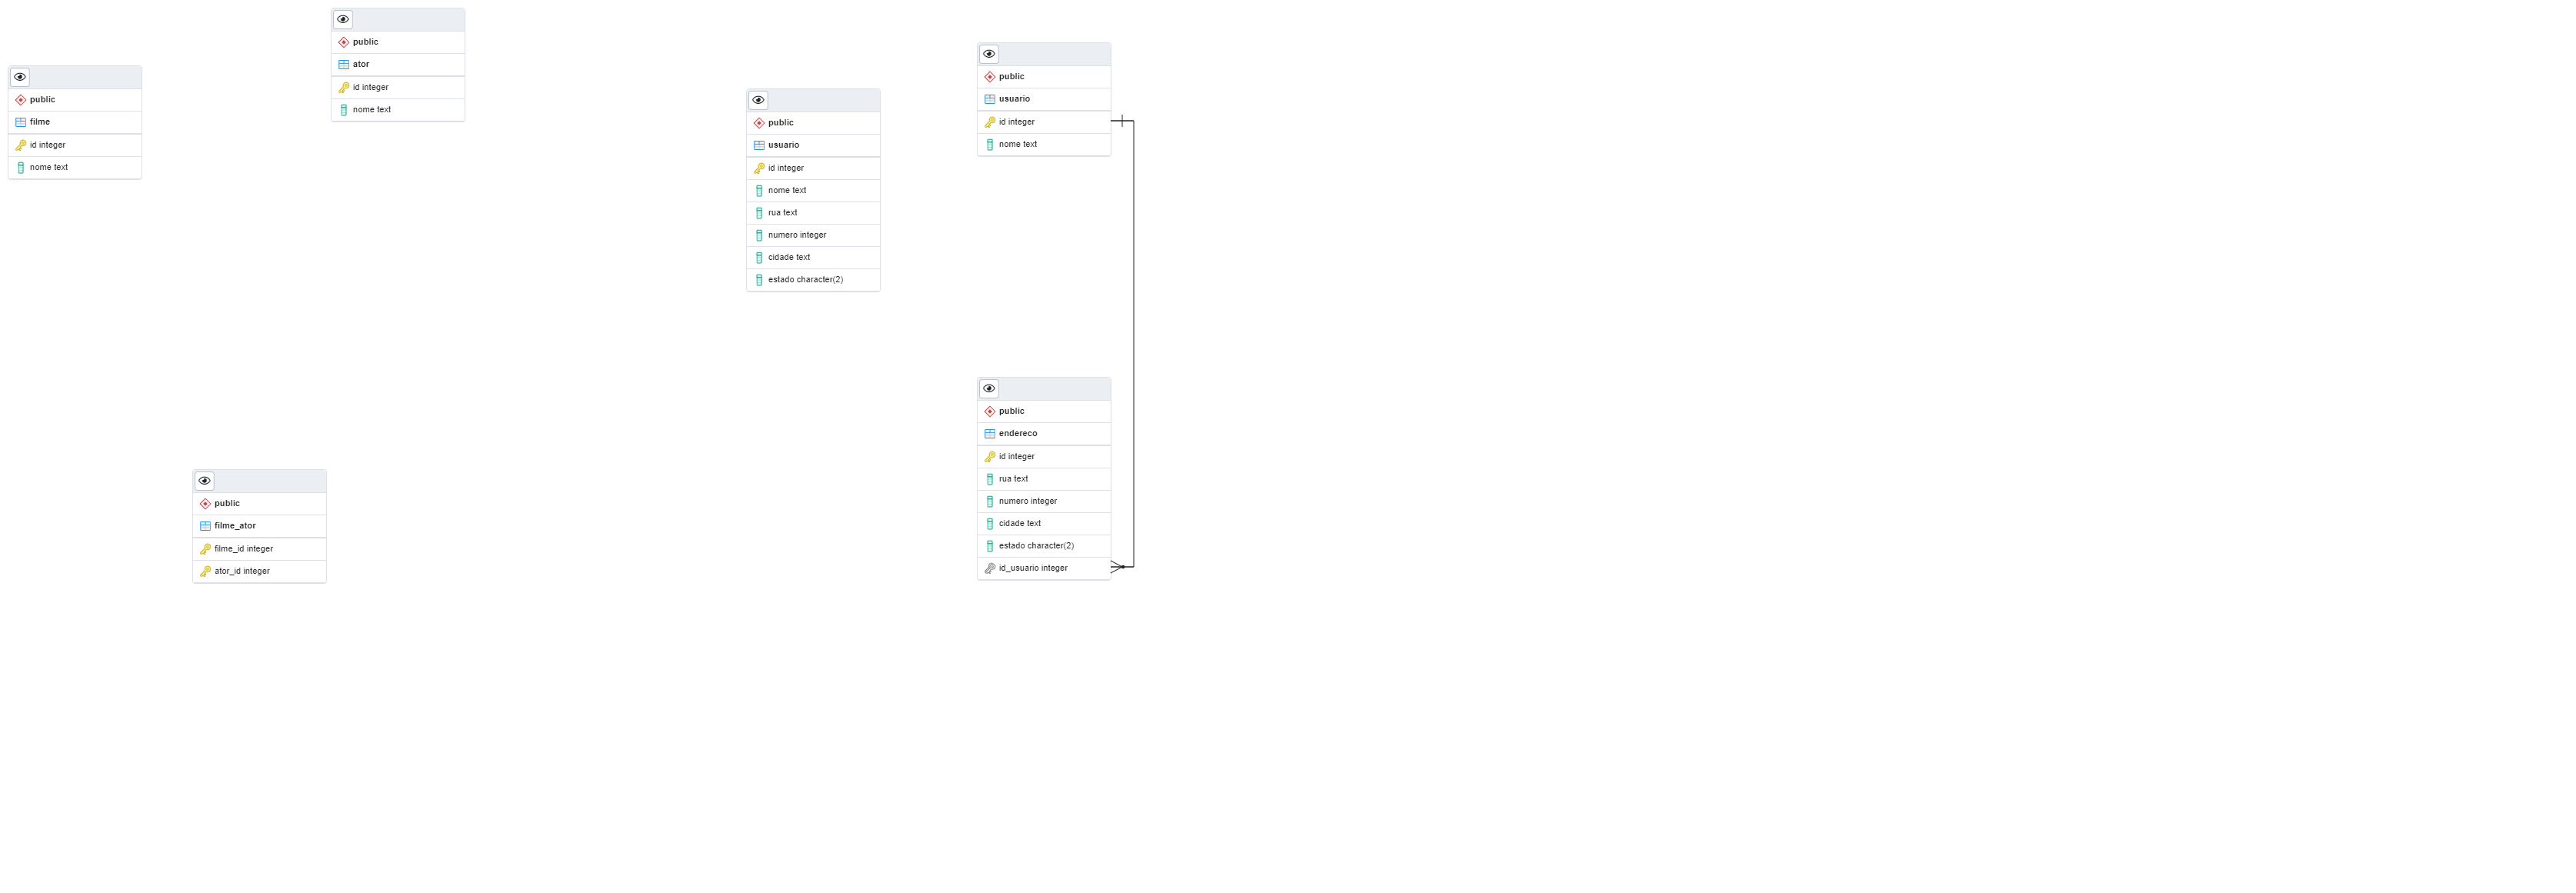 public
ator
id integer
nome text
public
filme
id integer
nome text
public
usuario
id integer
nome text
rua text
numero integer
cidade text
estado character(2)
public
usuario
id integer
nome text
public
endereco
id integer
rua text
numero integer
cidade text
estado character(2)
id_usuario integer
public
filme_ator
filme_id integer
ator_id integer